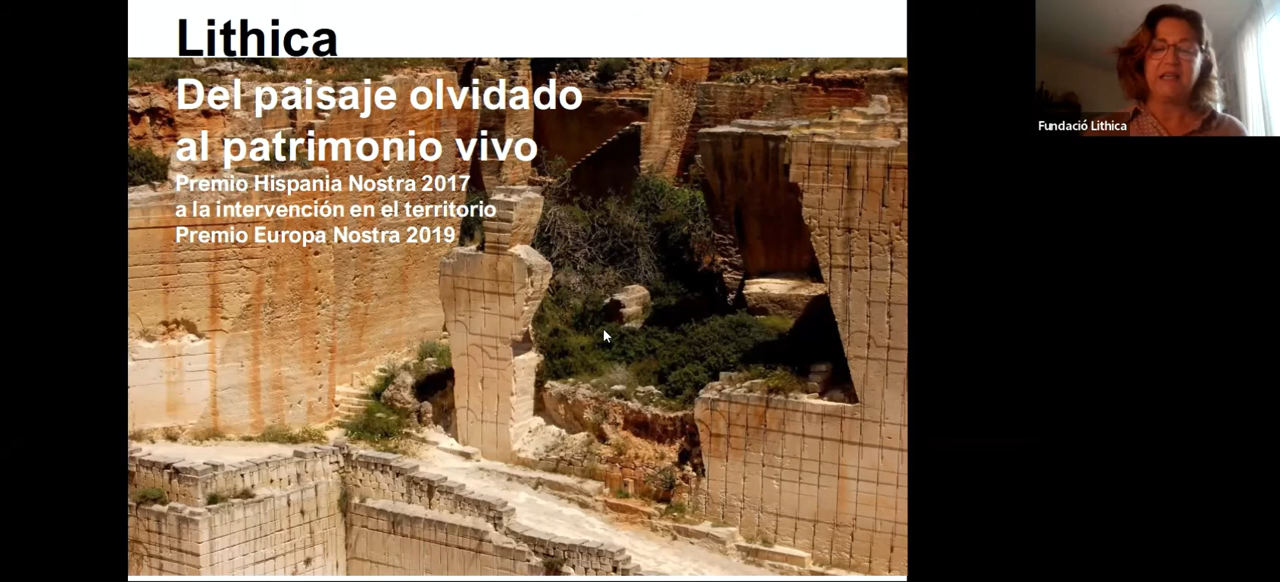 Lithica
Del paisaje olvidado
al patrimonio vivo
Premio Hispania Nostra 2017
a la intervención en el territorio
Premio Europa Nostra 2019
Fundació Lithica